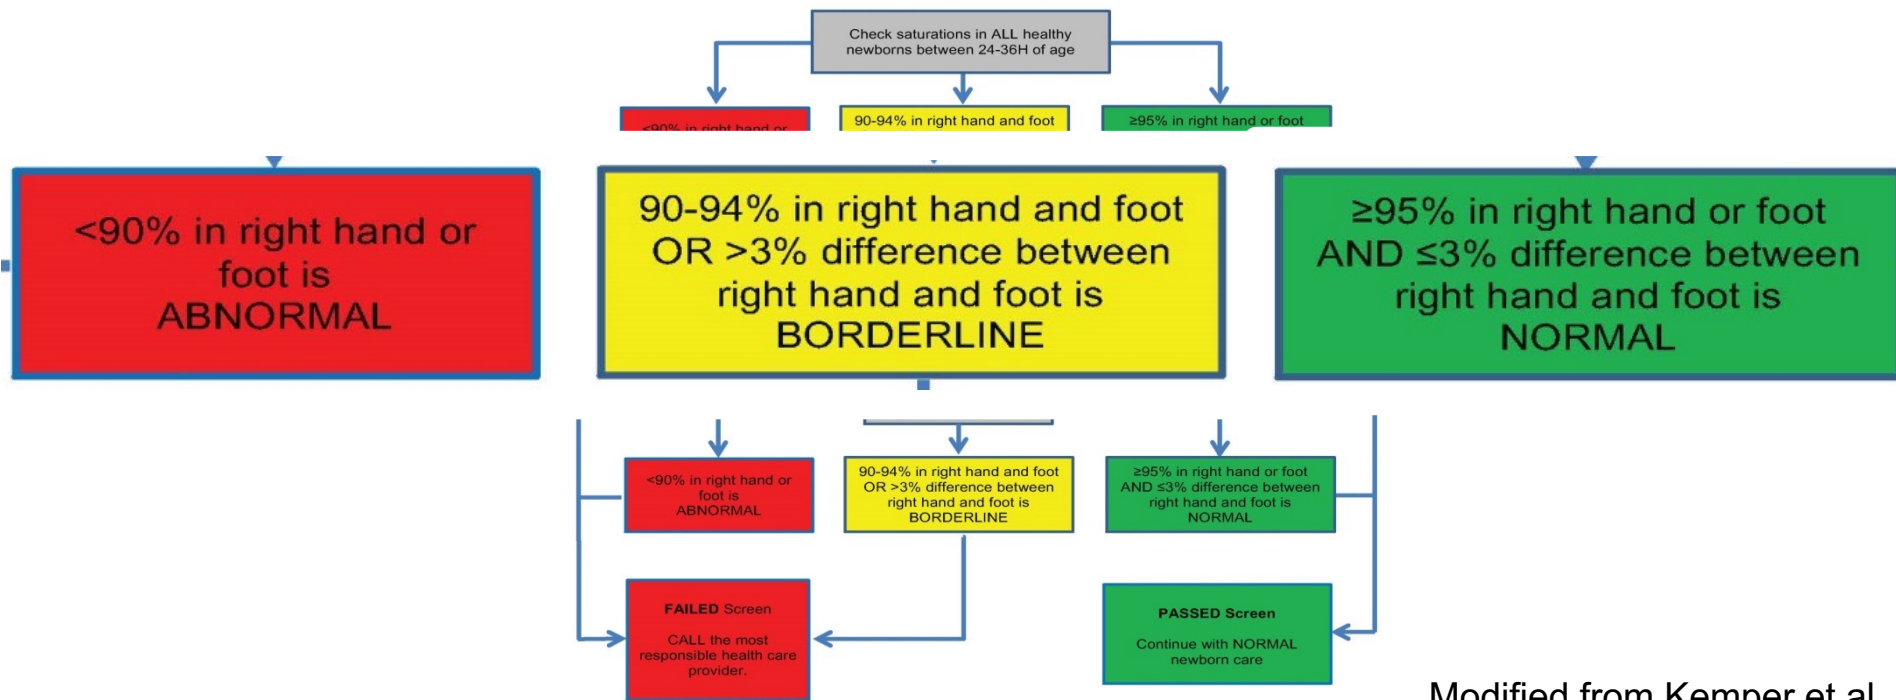 Check saturations in ALL healthy
newborns between 24-36H of age
<90% in right hand or
90-94% in right hand and foot
≥95% in right hand or foot
<90% in right hand or
foot is
ABNORMAL
90-94% in right hand and foot
OR >3% difference between
right hand and foot is
BORDERLINE
≥95% in right hand or foot
AND ≤3% difference between
right hand and foot is
NORMAL
<90% in right hand or
foot is
ABNORMAL
90-94% in right hand and foot
OR >3% difference between
right hand and foot is
BORDERLINE
≥95% in right hand or foot
AND ≤3% difference between
right hand and foot is
NORMAL
FAILED Screen
CALL the most
responsible health care
provider.
PASSED Screen
Continue with NORMAL
newborn care
Modified from Kemper et al